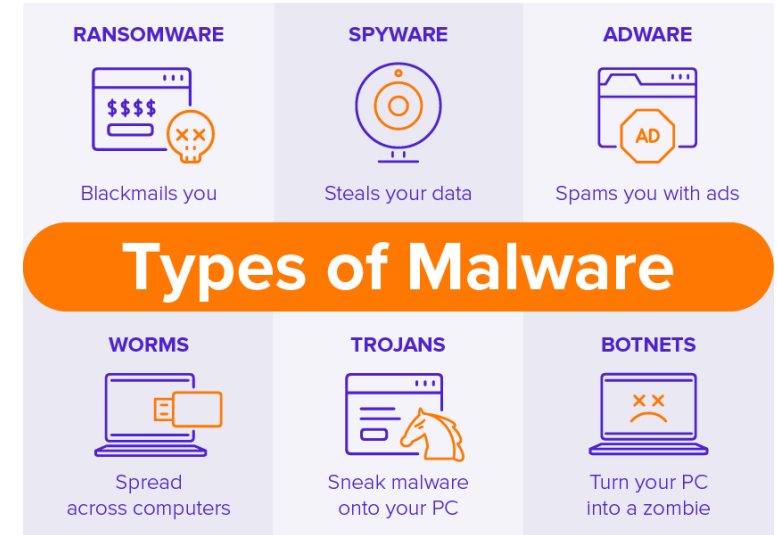 RANSOMWARE
SPYWARE
ADWARE
$$$$
AD
Blackmails you
Steals your data
Spams you with ads
Types of Malware
WORMS
TROJANS
BOTNETS
Spread
across computers
Sneak malware
onto your PC
Turn your PC
into a zombie